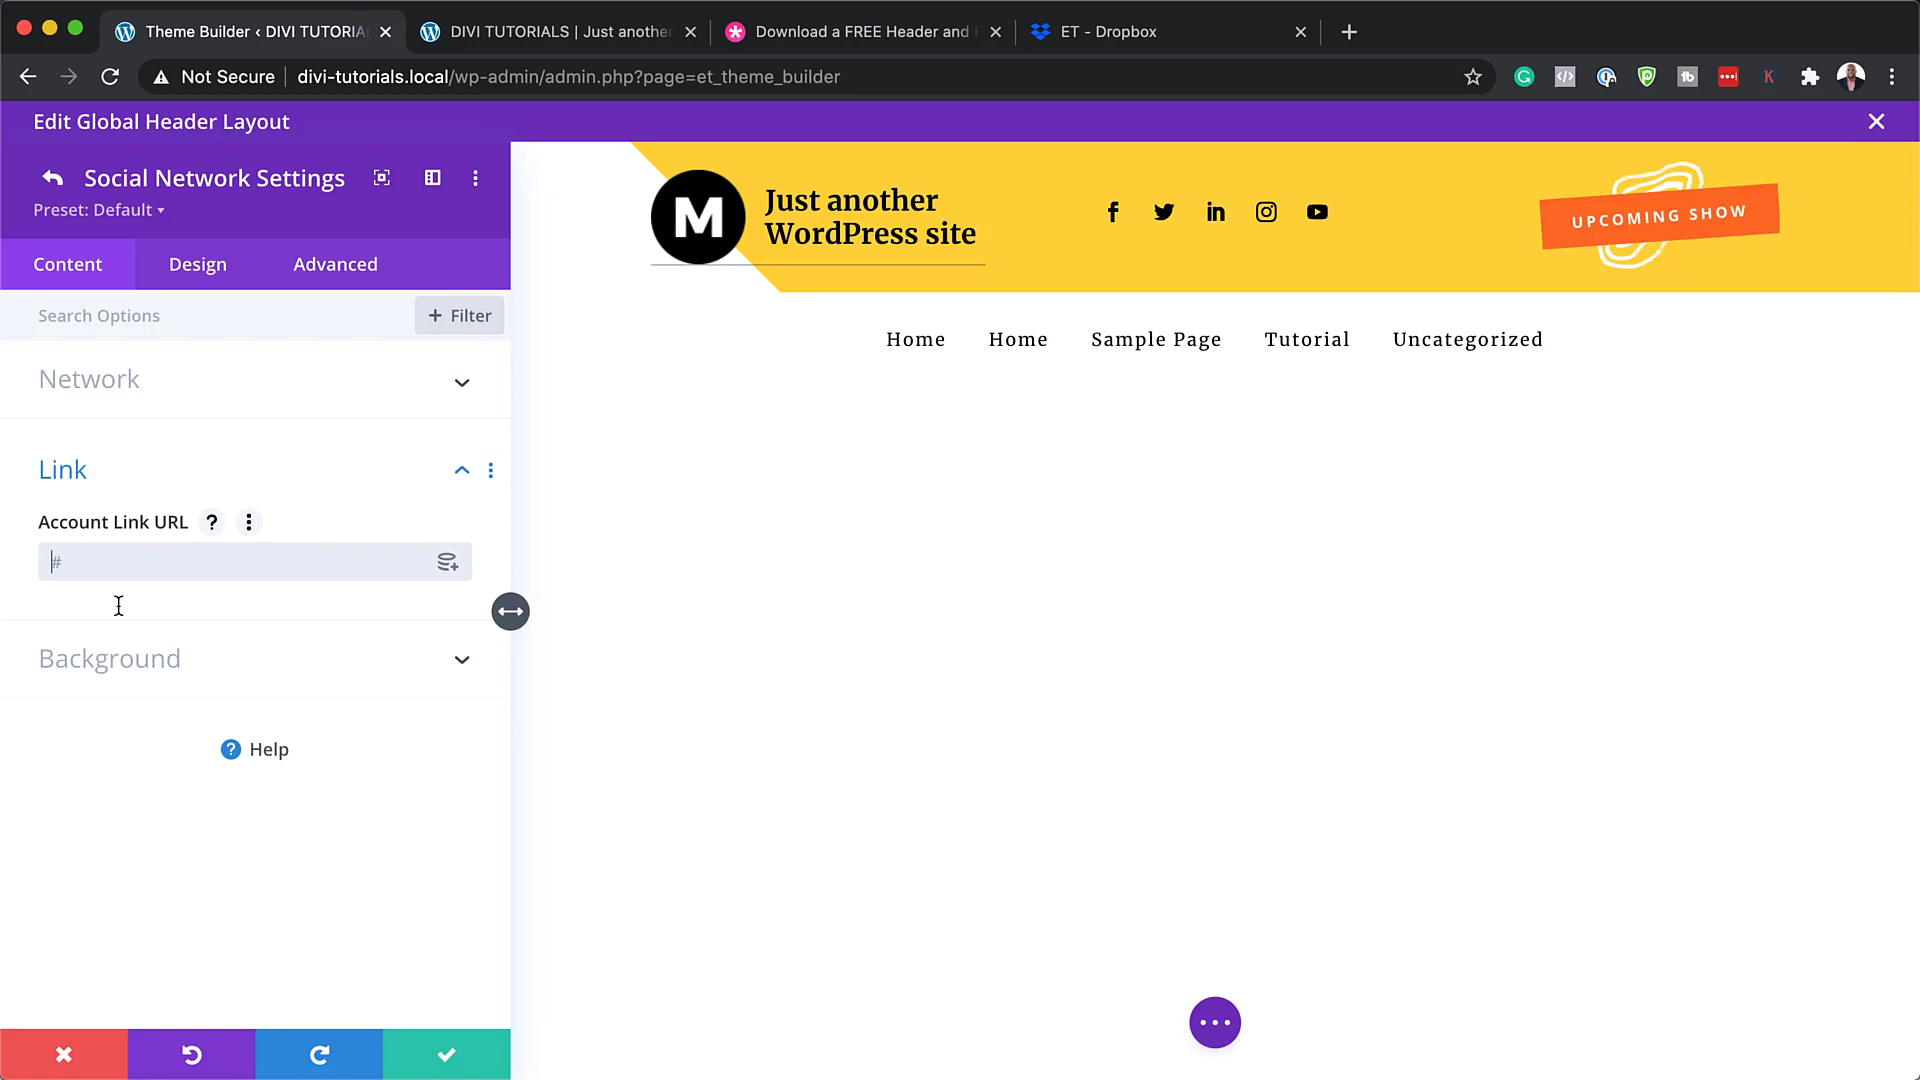 Theme Builder ‹ DIVI TUTORIA
DIVI TUTORIALS | Just another
Download a FREE Header and
ET - Dropbox
Not Secure
divi-tutorials.local/wp-admin/admin.php?page=et_theme_builder
Edit Global Header Layout
Social Network Settings
Preset: Default
Content
Design
Advanced
Search Options
+ Filter
Network
Link
Account Link URL
#
Background
Help
M
Just another
WordPress site
UPCOMING SHOW
Home
Home
Sample Page
Tutorial
Uncategorized